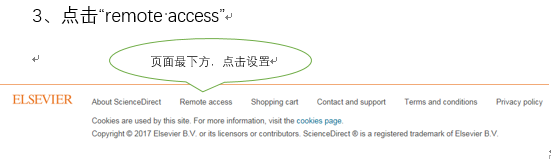 3、点击“remote access”
页面最下方，点击设置
ELSEVIER
About ScienceDirect Remote access Shopping cart Contact and support Terms and conditions Privacy policy
Cookies are used by this site. For more information, visit the cookies page.
Copyright © 2017 Elsevier B.V. or its licensors or contributors. ScienceDirect ® is a registered trademark of Elsevier B.V.